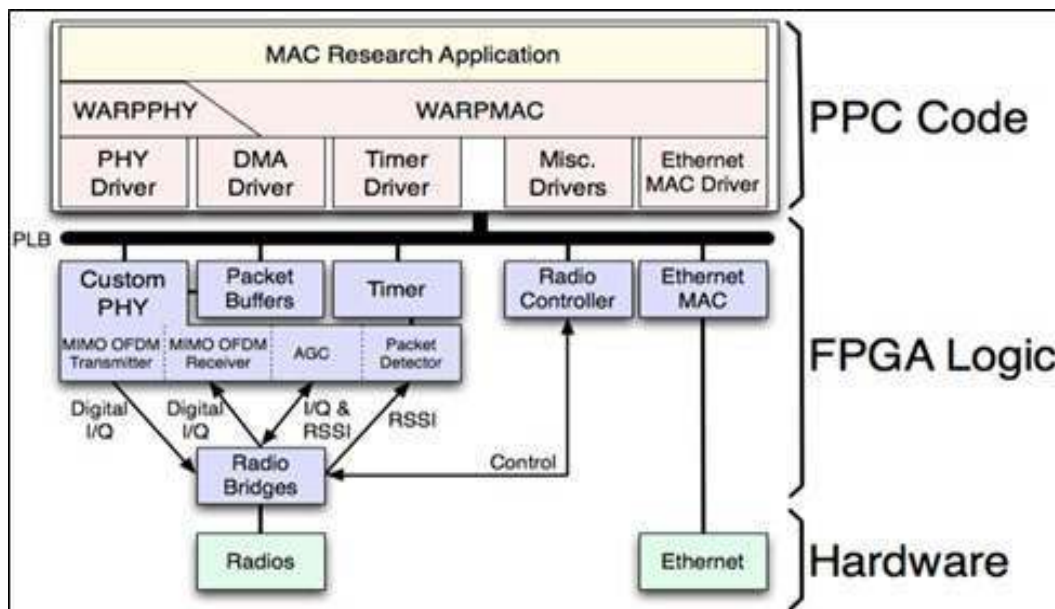 MAC Research Application
WARPPHY
WARPMAC
PPC Code
PHY
Driver
DMA
Driver
Timer
Driver
Misc.
Drivers
Ethernet
MAC Driver
PLB
Custom
PHY
Packet
Buffers
Timer
Radio
Controller
Ethernet
MAC
MIMO OFDM
Transmitter
MIMO OFDM
Receiver
AGC
Packet
Detector
FPGA Logic
Digital
I/Q
Digital
I/Q
I/Q &
RSSI
RSSI
Radio
Bridges
Control
Radios
Ethernet
Hardware